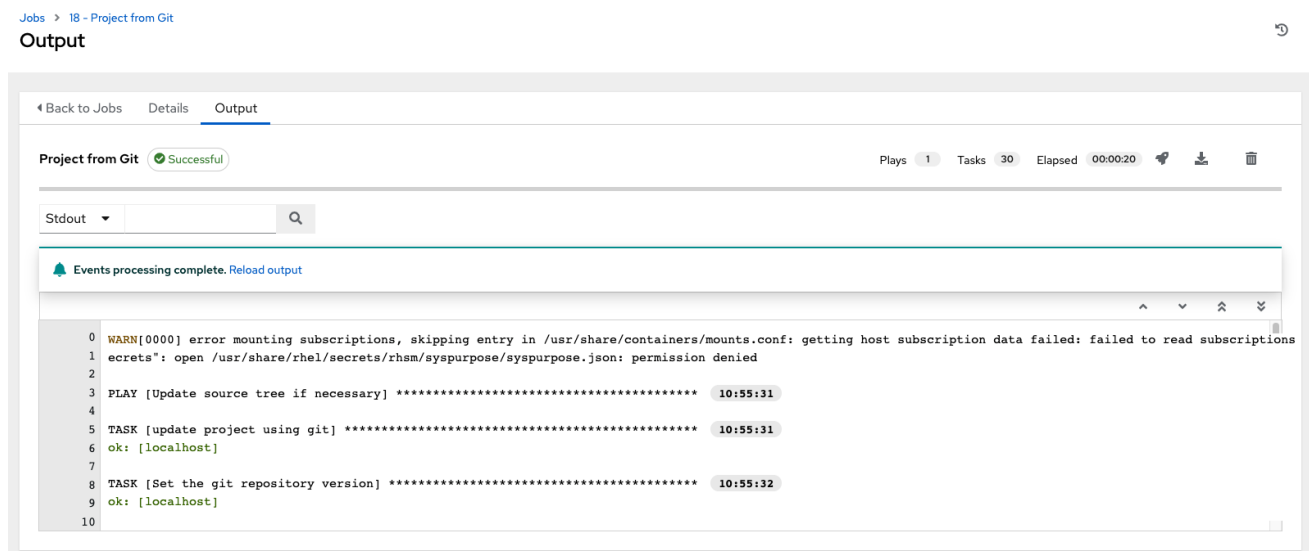 Jobs > 18 - Project from Git
Output
Back to Jobs Details Output
Project from Git Successful Plays 1 Tasks 30 Elapsed 00:00:20
Stdout
Events processing complete. Reload output
0 WARN[0000] error mounting subscriptions, skipping entry in /usr/share/containers/mounts.conf: getting host subscription data failed: failed to read subscriptions
1 ecrets": open /usr/share/rhel/secrets/rhsm/syspurpose/syspurpose.json: permission denied
2
3 PLAY [Update source tree if necessary] ***************************************** 10:55:31
4
5 TASK [update project using git] ************************************************ 10:55:31
6 ok: [localhost]
7
8 TASK [Set the git repository version] ****************************************** 10:55:32
9 ok: [localhost]
10